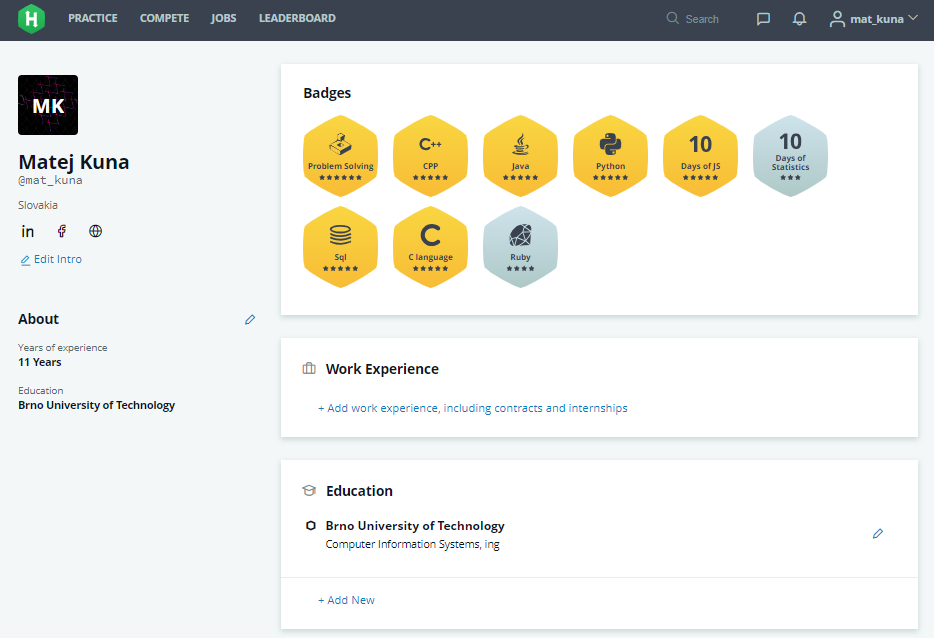 H PRACTICE COMPETE JOBS LEADERBOARD Search mat_kuna
MK
Matej Kuna
@mat_kuna
Slovakia
in f
Edit Intro
About
Years of experience
11 Years
Education
Brno University of Technology
Badges
Problem Solving
C++
CPP
Java
Python
10
Days of JS
10
Days of
Statistics
Sql
C
C language
Ruby
Work Experience
+ Add work experience, including contracts and internships
Education
Brno University of Technology
Computer Information Systems, ing
+ Add New